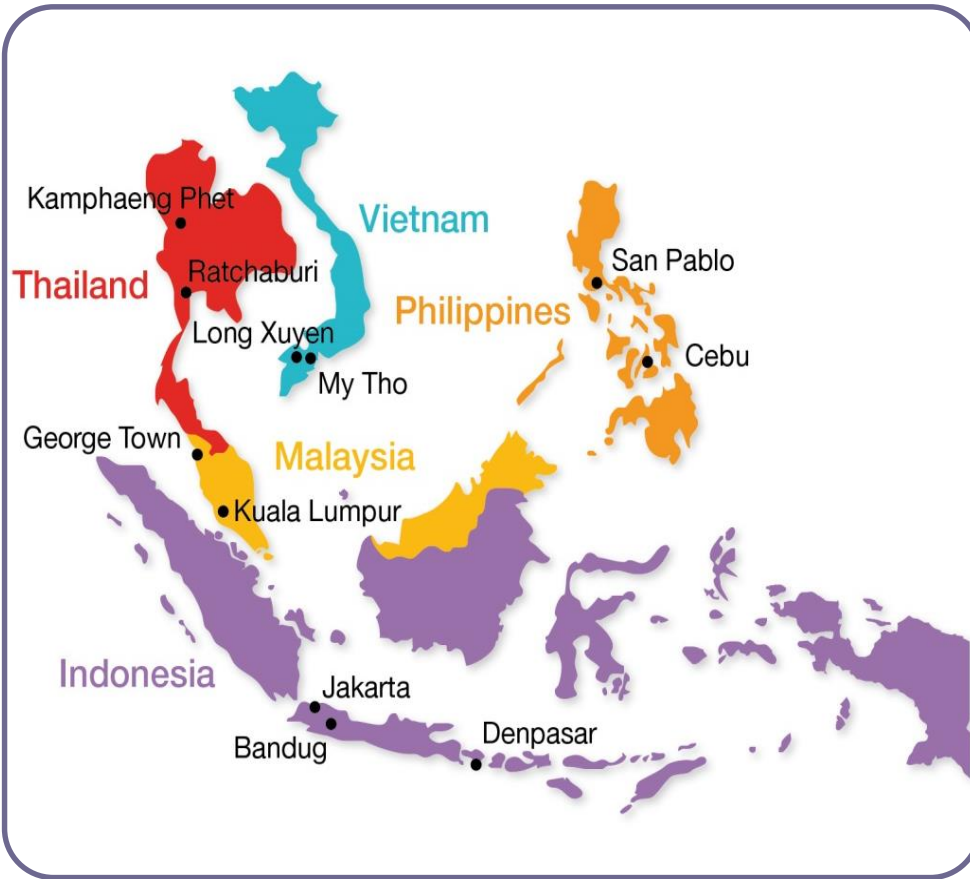 Kamphaeng Phet
Vietnam
San Pablo
Ratchaburi
Thailand
Philippines
Long Xuyen
Cebu
My Tho
George Town
Malaysia
Kuala Lumpur
Indonesia
Jakarta
Denpasar
Bandug